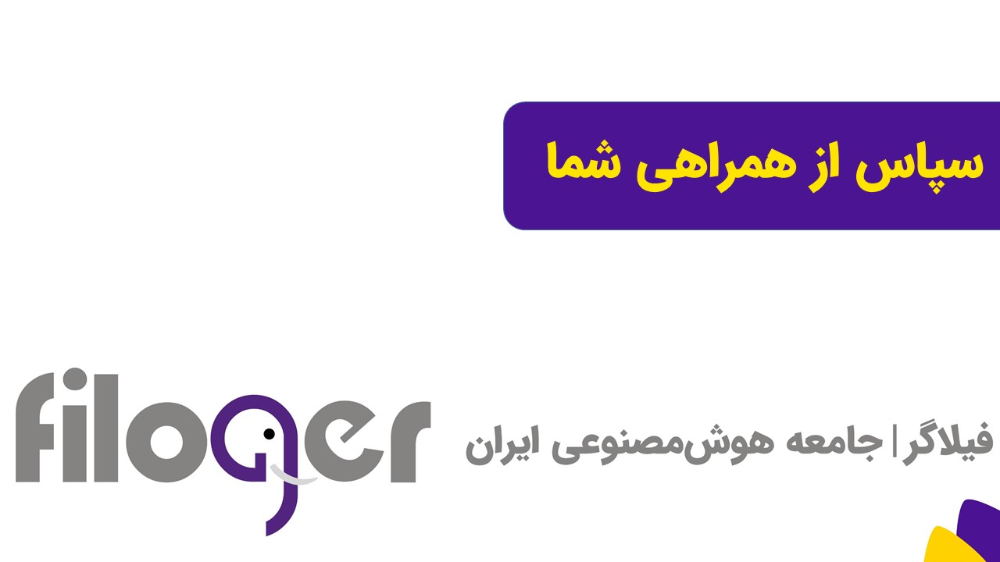 سپاس از همراهی شما
filoger
فیلاگر | جامعه هوش‌مصنوعی ایران